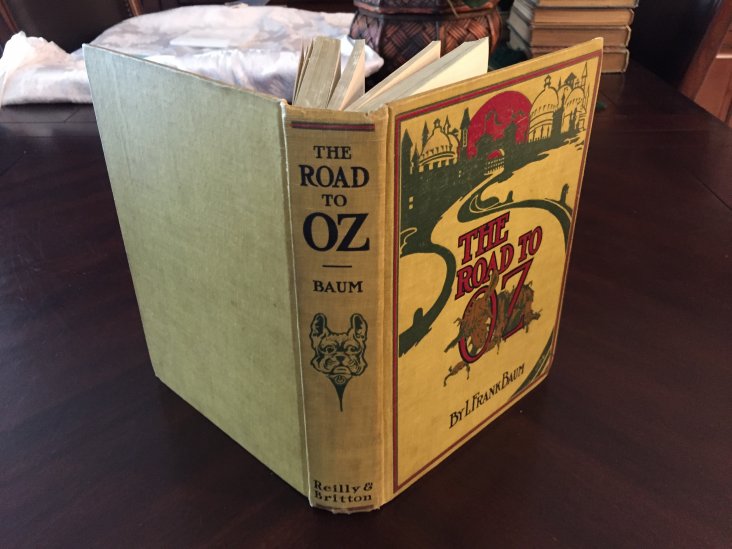 THE
ROAD
TO
OZ
BAUM
Reilly &
Britton
THE
ROAD TO
OZ
BY L. FRANK BAUM